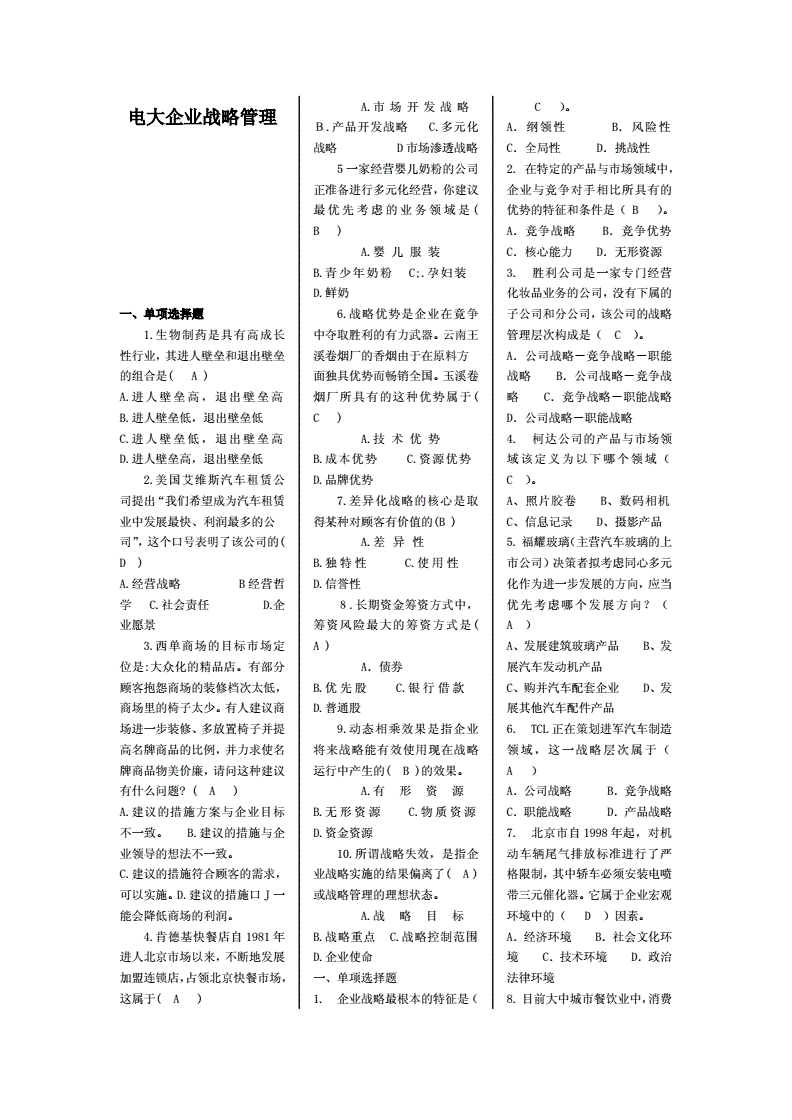 电大企业战略管理
一、单项选择题
1.生物制药是具有高成长
性行业,其进人壁垒和退出壁垒
的组合是( A )
A.进人壁垒高,退出壁垒高
B.进人壁垒低,退出壁垒低
C.进人壁垒低,退出壁垒高
D.进人壁垒高,退出壁垒低
2.美国艾维斯汽车租赁公
司提出“我们希望成为汽车租赁
业中发展最快、利润最多的公
司”,这个口号表明了该公司的(
D )
A.经营战略 B 经营哲
学 C.社会责任 D.企
业愿景
3.西单商场的目标市场定
位是:大众化的精品店。有部分
顾客抱怨商场的装修档次太低,
商场里的椅子太少。有人建议商
场进一步装修、多放置椅子并提
高名牌商品的比例,并力求使名
牌商品物美价廉,请问这种建议
有什么问题? ( A )
A.建议的措施方案与企业目标
不一致。 B.建议的措施与企
业领导的想法不一致。
C.建议的措施符合顾客的需求,
可以实施。D.建议的措施口 J 一
能会降低商场的利润。
4.肯德基快餐店自 1981 年
进人北京市场以来,不断地发展
加盟连锁店,占领北京快餐市场,
这属于( A )
A.市场开发战略
B.产品开发战略 C.多元化
战略 D 市场渗透战略
5 一家经营婴儿奶粉的公司
正准备进行多元化经营,你建议
最优先考虑的业务领域是(
B )
A.婴儿服装
B.青少年奶粉 C;.孕妇装
D.鲜奶
6.战略优势是企业在竟争
中夺取胜利的有力武器。云南王
溪卷烟厂的香烟由于在原料方
面独具优势而畅销全国。玉溪卷
烟厂所具有的这种优势属于(
C )
A.技术优势
B.成本优势 C.资源优势
D.品牌优势
7.差异化战略的核心是取
得某种对顾客有价值的(B )
A.差异性
B.独特性 C.使用性
D.信誉性
8.长期资金筹资方式中,
筹资风险最大的筹资方式是(
A )
A. 债券
B.优先股 C.银行借款
D.普通股
9.动态相乘效果是指企业
将来战略能有效使用现在战略
运行中产生的( B )的效果。
A.有形资源
B.无形资源 C.物质资源
D.资金资源
10.所谓战略失效,是指企
业战略实施的结果偏离了( A )
或战略管理的理想状态。
A.战略目标
B.战略重点 C.战略控制范围
D.企业使命
一、单项选择题
1. 企业战略最根本的特征是(
C )。
A. 纲领性 B. 风险性
C. 全局性 D. 挑战性
2. 在特定的产品与市场领域中,
企业与竞争对手相比所具有的
优势的特征和条件是( B )。
A. 竞争战略 B. 竞争优势
C. 核心能力 D. 无形资源
3. 胜利公司是一家专门经营
化妆品业务的公司,没有下属的
子公司和分公司,该公司的战略
管理层次构成是( C )。
A. 公司战略—竞争战略—职能
战略 B. 公司战略—竞争战
略 C. 竞争战略—职能战略
D. 公司战略—职能战略
4. 柯达公司的产品与市场领
域该定义为以下哪个领域(
C )。
A、照片胶卷 B、数码相机
C、信息记录 D、摄影产品
5. 福耀玻璃(主营汽车玻璃的上
市公司)决策者拟考虑同心多元
化作为进一步发展的方向,应当
优先考虑哪个发展方向?(
A )
A、发展建筑玻璃产品 B、发
展汽车发动机产品
C、购并汽车配套企业 D、发
展其他汽车配件产品
6. TCL 正在策划进军汽车制造
领域,这一战略层次属于(
A )
A. 公司战略 B. 竞争战略
C. 职能战略 D. 产品战略
7. 北京市自 1998 年起,对机
动车辆尾气排放标准进行了严
格限制,其中轿车必须安装电喷
带三元催化器。它属于企业宏观
环境中的( D )因素。
A. 经济环境 B. 社会文化环
境 C. 技术环境 D. 政治
法律环境
8. 目前大中城市餐饮业中,消费